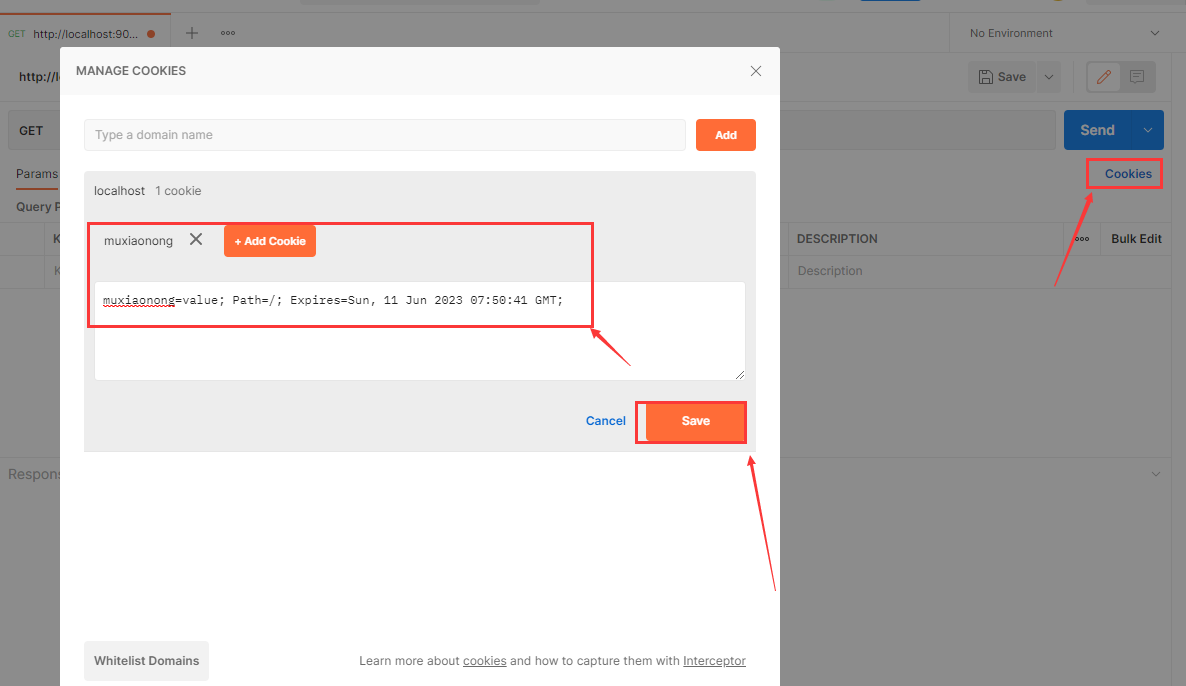 GET http://localhost:90...
No Environment
MANAGE COOKIES
http://l
Save
GET
Type a domain name
Add
Send
Params
Cookies
localhost 1 cookie
Query P
muxiaonong
+ Add Cookie
K
DESCRIPTION
Bulk Edit
K
Description
muxiaonong=value; Path=/; Expires=Sun, 11 Jun 2023 07:50:41 GMT;
Cancel
Save
Respons
Whitelist Domains
Learn more about cookies and how to capture them with Interceptor